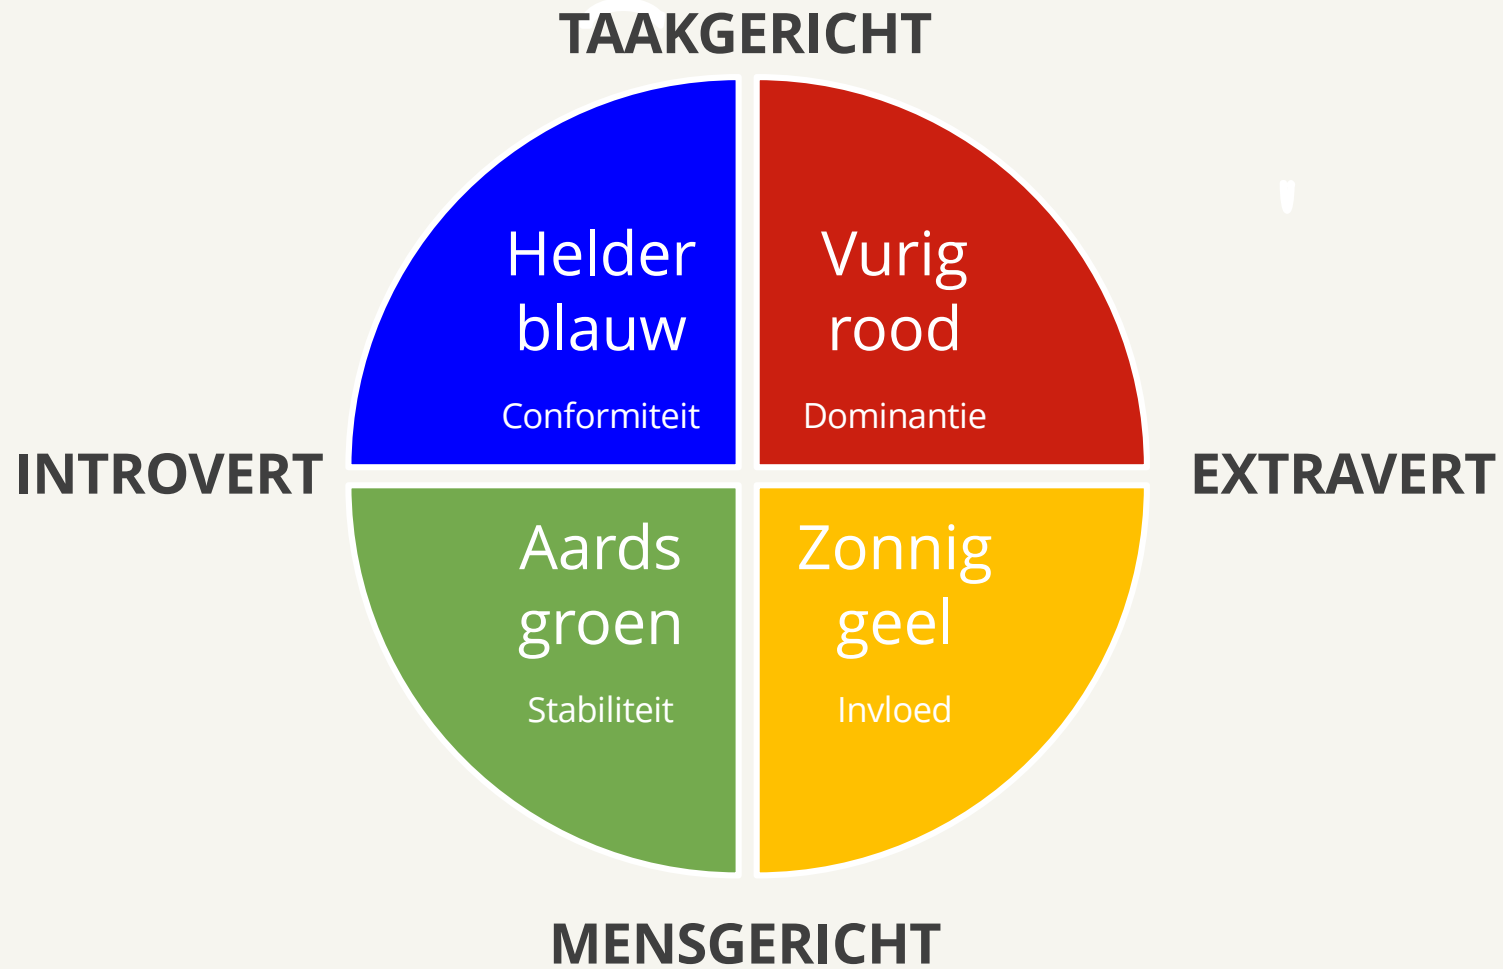 TAAKGERICHT
Helder
blauw
Conformiteit
Vurig
rood
Dominantie
INTROVERT
EXTRAVERT
Aards
groen
Stabiliteit
Zonnig
geel
Invloed
MENSGERICHT